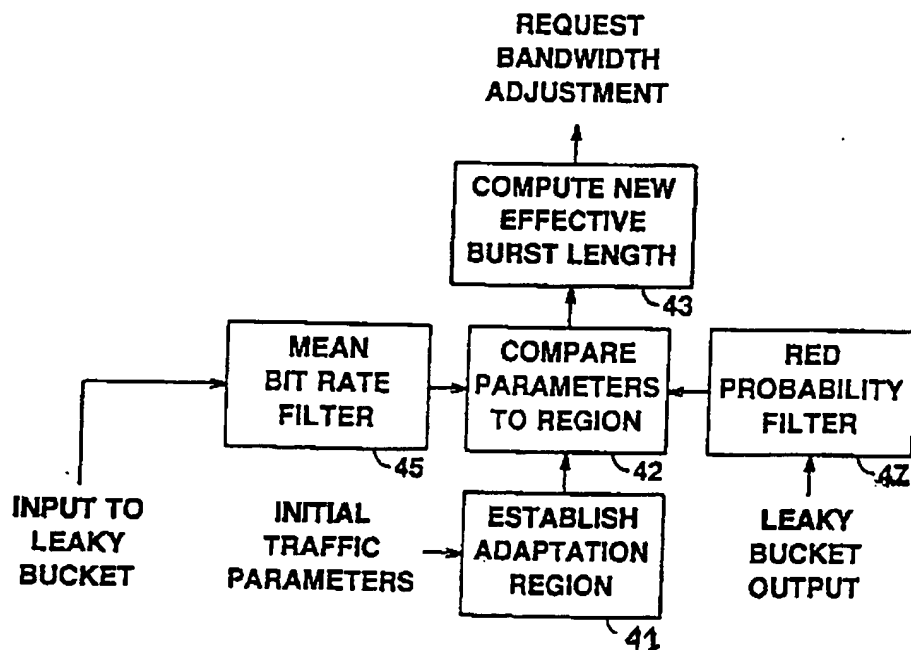 REQUEST
BANDWIDTH
ADJUSTMENT
COMPUTE NEW
EFFECTIVE
BURST LENGTH
43
MEAN
BIT RATE
FILTER
45
COMPARE
PARAMETERS
TO REGION
42
RED
PROBABILITY
FILTER
47
INPUT TO
LEAKY
BUCKET
INITIAL
TRAFFIC
PARAMETERS
ESTABLISH
ADAPTATION
REGION
41
LEAKY
BUCKET
OUTPUT